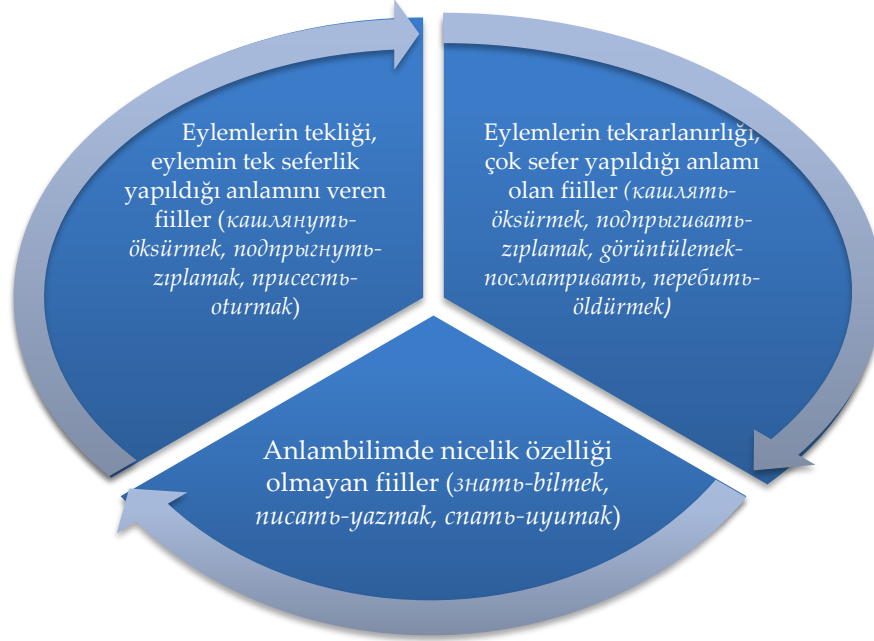 Eylemlerin tekliği,
eylemin tek seferlik
yapıldığı anlamını veren
fiiller (кашлянуть-
öksürmek, подпрыгнуть-
zıplamak, присесть-
oturmak)
Eylemlerin tekrarlanırlığı,
çok sefer yapıldığı anlamı
olan fiiller (кашлять-
öksürmek, подпрыгивать-
zıplamak, görüntülemek-
посматривать, перебить-
öldürmek)
Anlambilimde nicelik özelliği
olmayan fiiller (знать-bilmek,
писать-yazmak, спать-uyumak)